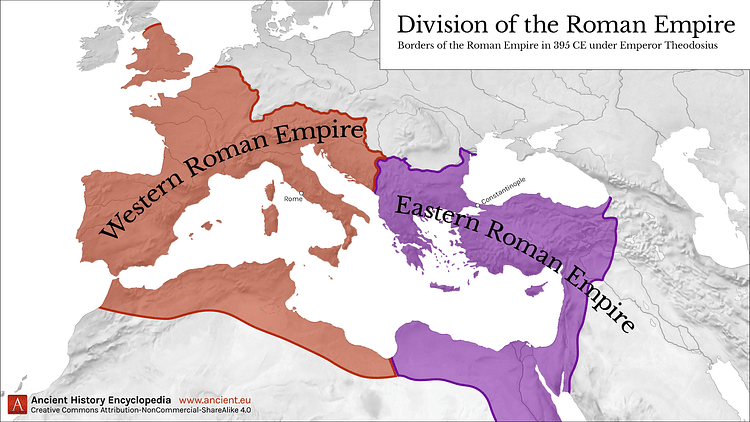 Division of the Roman Empire
Borders of the Roman Empire in 395 CE under Emperor Theodosius
Western Roman Empire
Rome
Constantinople
Eastern Roman Empire
A
Ancient History Encyclopedia www.ancient.eu
Creative Commons Attribution-NonCommercial-ShareAlike 4.0